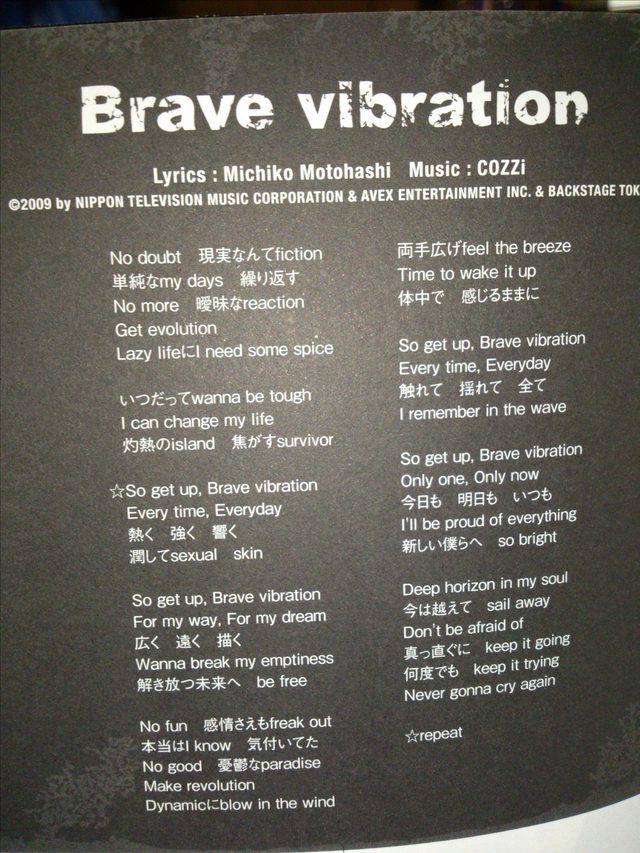 Brave vibration
Lyrics : Michiko Motohashi Music : COZZi
©2009 by NIPPON TELEVISION MUSIC CORPORATION & AVEX ENTERTAINMENT INC. & BACKSTAGE TOK
No doubt 現実なんてfiction
単純なmy days 繰り返す
No more 曖昧なreaction
Get evolution
Lazy lifeにI need some spice
いつだってwanna be tough
I can change my life
灼熱のisland 焦がすsurvivor
☆So get up, Brave vibration
Every time, Everyday
熱く 強く 響く
潤してsexual skin
So get up, Brave vibration
For my way, For my dream
広く 遠く 描く
Wanna break my emptiness
解き放つ未来へ be free
No fun 感情さえもfreak out
本当はI know 気付いてた
No good 憂鬱なparadise
Make revolution
Dynamicにblow in the wind
両手広げfeel the breeze
Time to wake it up
体中で 感じるままに
So get up, Brave vibration
Every time, Everyday
触れて 揺れて 全て
I remember in the wave
So get up, Brave vibration
Only one, Only now
今日も 明日も いつも
I'll be proud of everything
新しい僕らへ so bright
Deep horizon in my soul
今は越えて sail away
Don't be afraid of
真っ直ぐに keep it going
何度でも keep it trying
Never gonna cry again
☆repeat